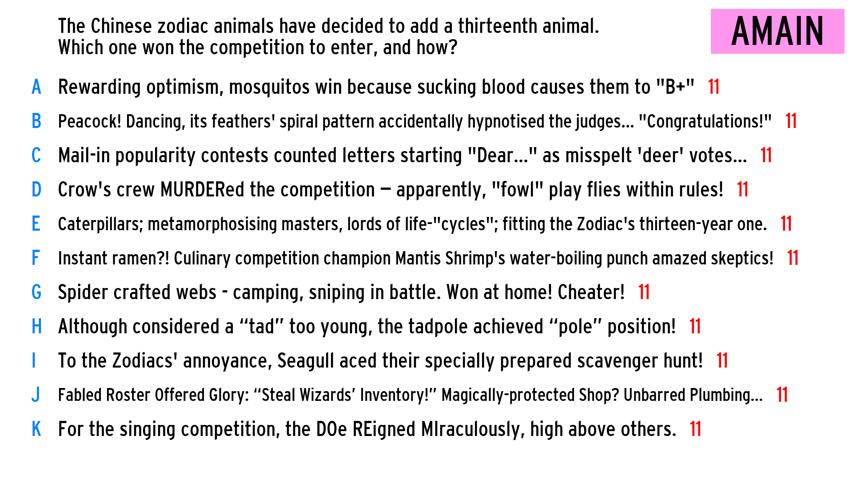 The Chinese zodiac animals have decided to add a thirteenth animal.
Which one won the competition to enter, and how?
AMAIN
A Rewarding optimism, mosquitos win because sucking blood causes them to "B+" 11
B Peacock! Dancing, its feathers' spiral pattern accidentally hypnotised the judges... "Congratulations!" 11
C Mail-in popularity contests counted letters starting "Dear..." as misspelt 'deer' votes... 11
D Crow's crew MURDERed the competition – apparently, "fowl" play flies within rules! 11
E Caterpillars; metamorphosising masters, lords of life-"cycles"; fitting the Zodiac's thirteen-year one. 11
F Instant ramen?! Culinary competition champion Mantis Shrimp's water-boiling punch amazed skeptics! 11
G Spider crafted webs - camping, sniping in battle. Won at home! Cheater! 11
H Although considered a “tad” too young, the tadpole achieved “pole” position! 11
I To the Zodiacs' annoyance, Seagull aced their specially prepared scavenger hunt! 11
J Fabled Roster Offered Glory: “Steal Wizards’ Inventory!” Magically-protected Shop? Unbarred Plumbing... 11
K For the singing competition, the DOe REigned MIraculously, high above others. 11